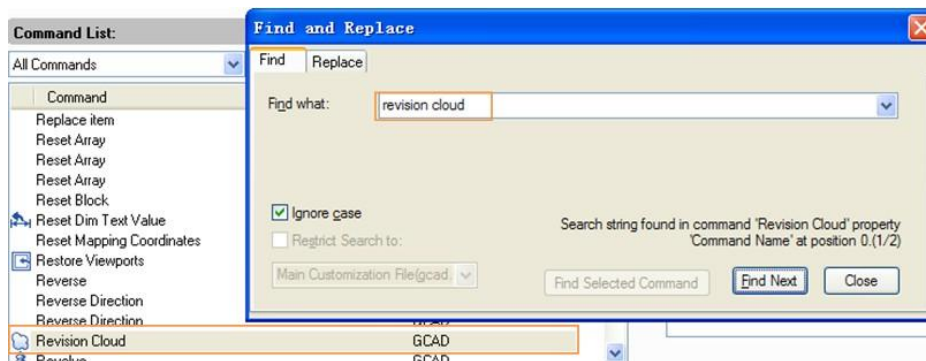 Command List:
All Commands
Command
Replace item
Reset Array
Reset Array
Reset Array
Reset Block
Reset Dim Text Value
Reset Mapping Coordinates
Restore Viewports
Reverse
Reverse Direction
Reverse Direction GCAD
Revision Cloud GCAD
Revolve GCAD
Find and Replace
Find Replace
Find what: revision cloud
Ignore case
Restrict Search to:
Main Customization File(gcad.
Search string found in command 'Revision Cloud' property
'Command Name' at position 0.(1/2)
Find Selected Command Find Next Close